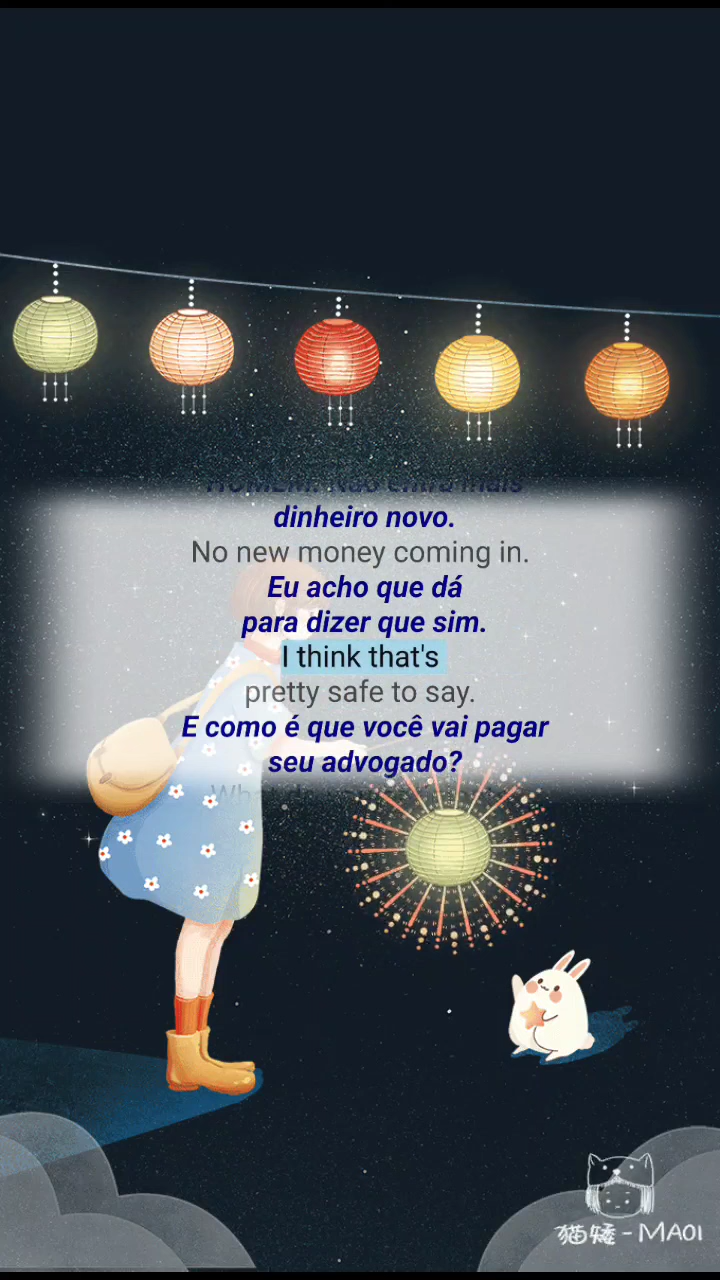 dinheiro novo.
No new money coming in.
Eu acho que dá
para dizer que sim.
I think that's
pretty safe to say.
E como é que você vai pagar
seu advogado?
猫矮-MAOI